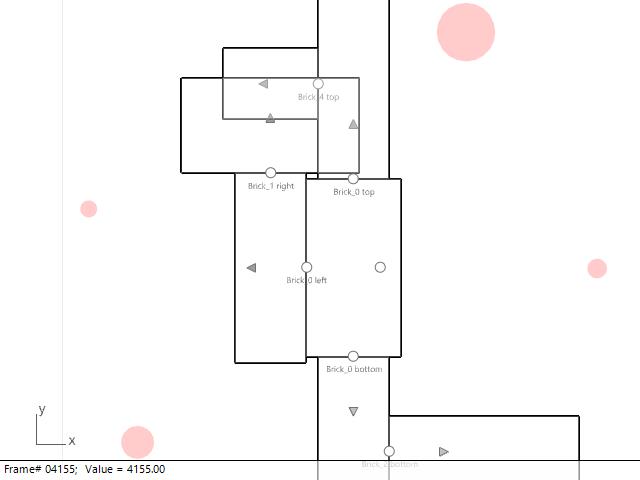 Brick_4 top
Brick_1 right
Brick_0 top
Brick_0 left
Brick_0 bottom
y
x
Brick_2 bottom
Frame# 04155; Value = 4155.00